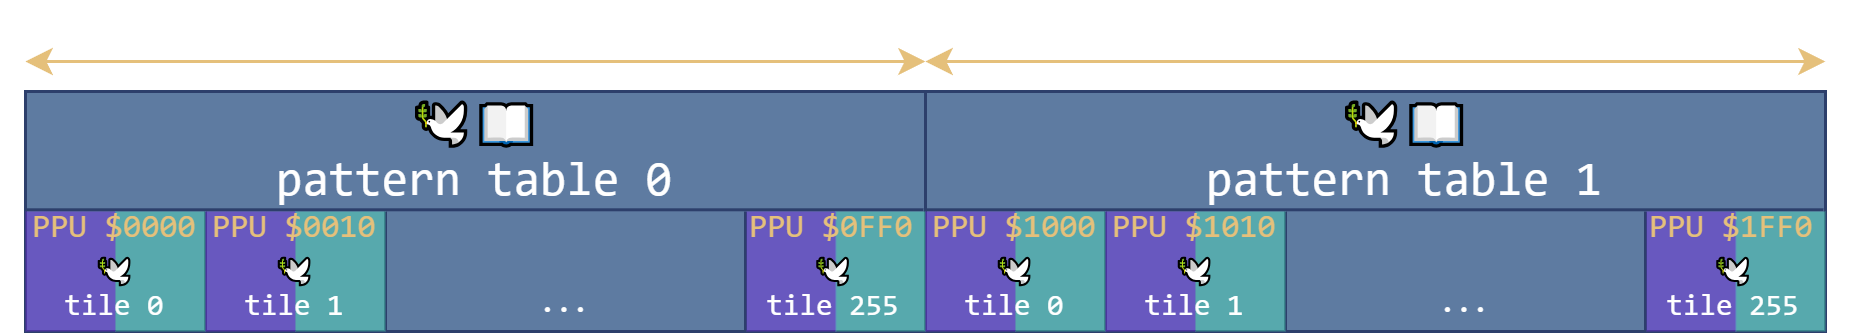 pattern table 0
pattern table 1
PPU $0000 PPU $0010 PPU $0FF0 PPU $1000 PPU $1010 PPU $1FF0
tile 0 tile 1 ... tile 255 tile 0 tile 1 ... tile 255